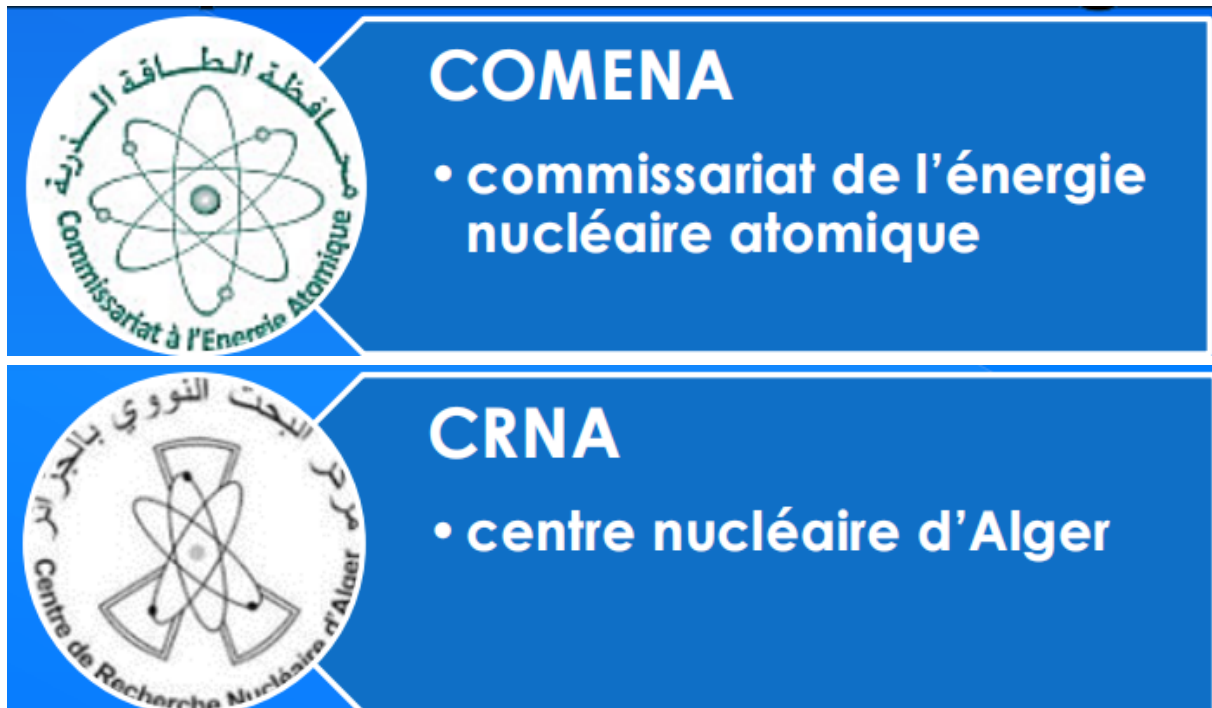 محافظة الطاقة الذرية
Commissariat à l'Energie Atomique
COMENA
• commissariat de l'énergie
nucléaire atomique
مركز البحث النووي بالجزائر
Centre de Recherche Nucléaire d'Alger
CRNA
• centre nucléaire d'Alger